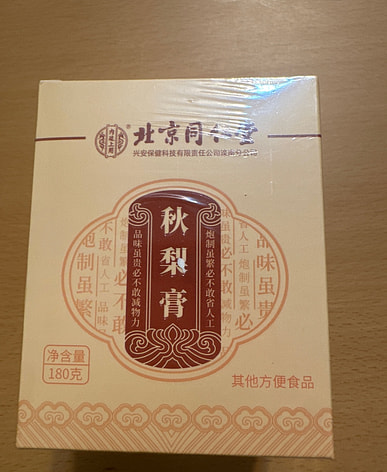 北京同仁堂
兴安保健科技有限责任公司滦南分公司
秋梨膏
炮制虽繁必不敢省人工
品味虽贵必不敢减物力
净含量
180克
其他方便食品